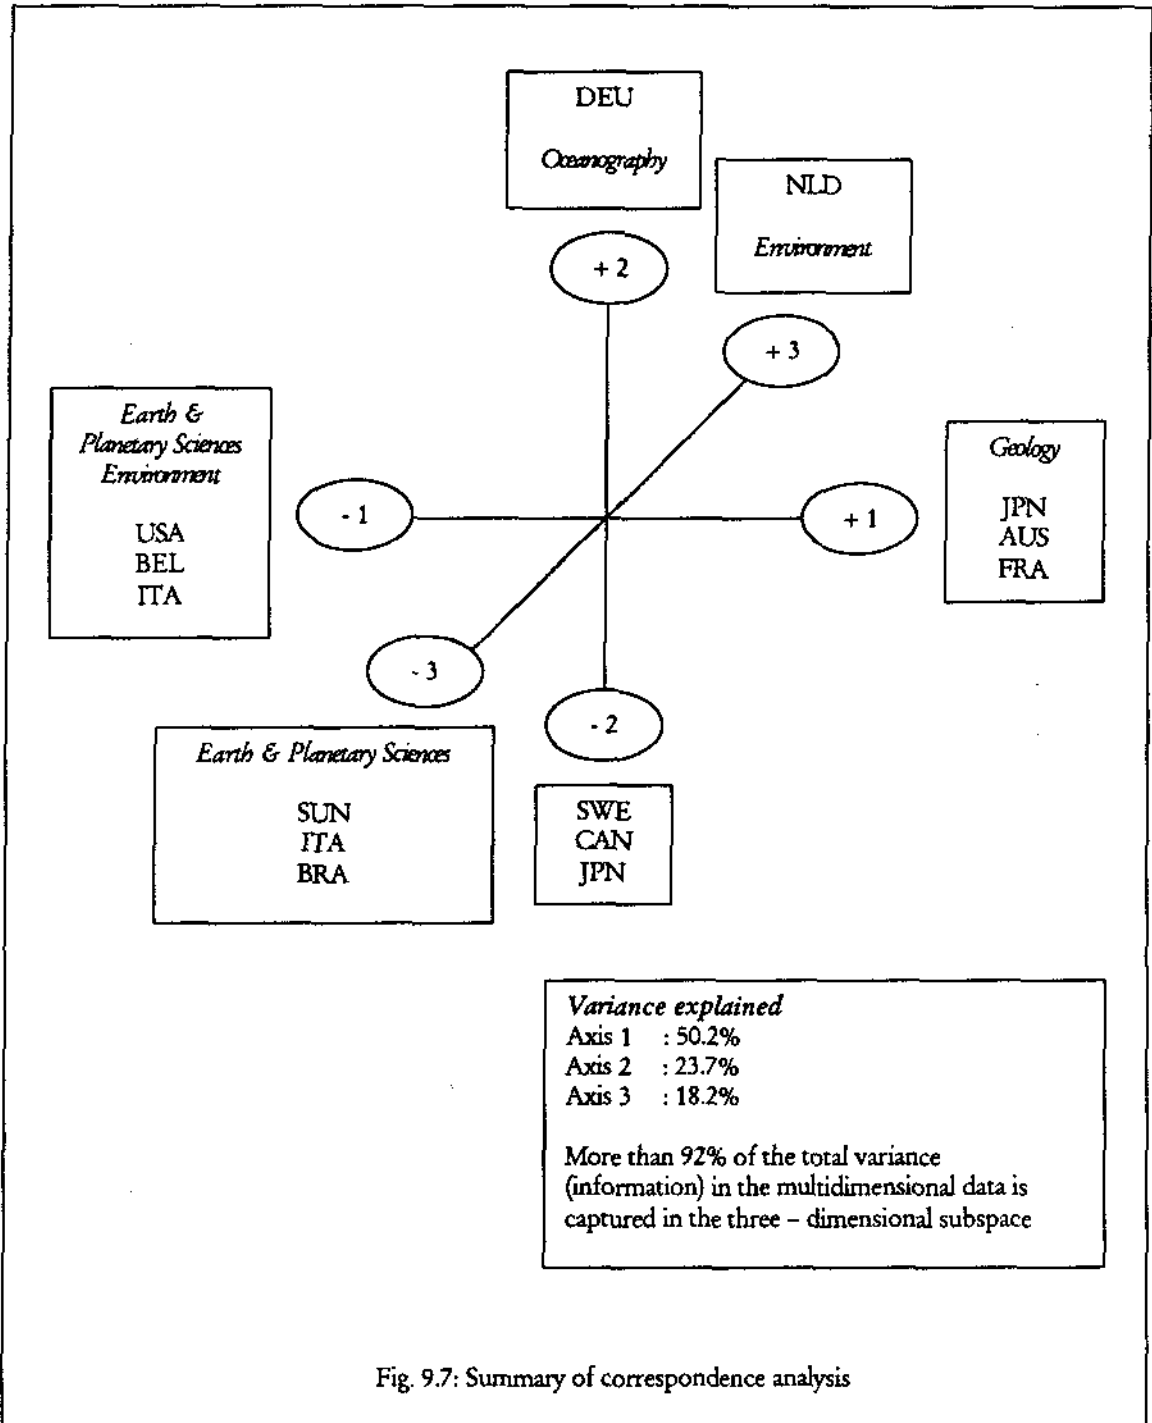 DEU
Oceanography
NLD
Environment
+ 2
+ 3
Earth &
Planetary Sciences
Environment
USA
BEL
ITA
- 1
+ 1
Geology
JPN
AUS
FRA
- 3
- 2
Earth & Planetary Sciences
SUN
ITA
BRA
SWE
CAN
JPN
Variance explained
Axis 1 : 50.2%
Axis 2 : 23.7%
Axis 3 : 18.2%
More than 92% of the total variance
(information) in the multidimensional data is
captured in the three – dimensional subspace
Fig. 9.7: Summary of correspondence analysis